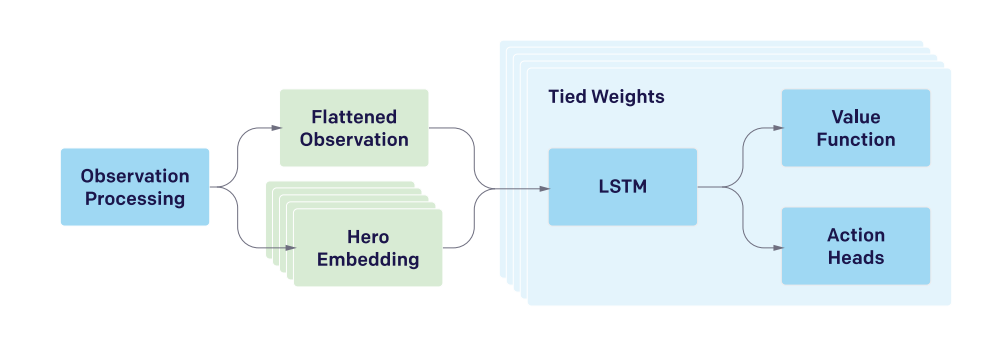 Observation
Processing
Flattened
Observation
Hero
Embedding
Tied Weights
LSTM
Value
Function
Action
Heads